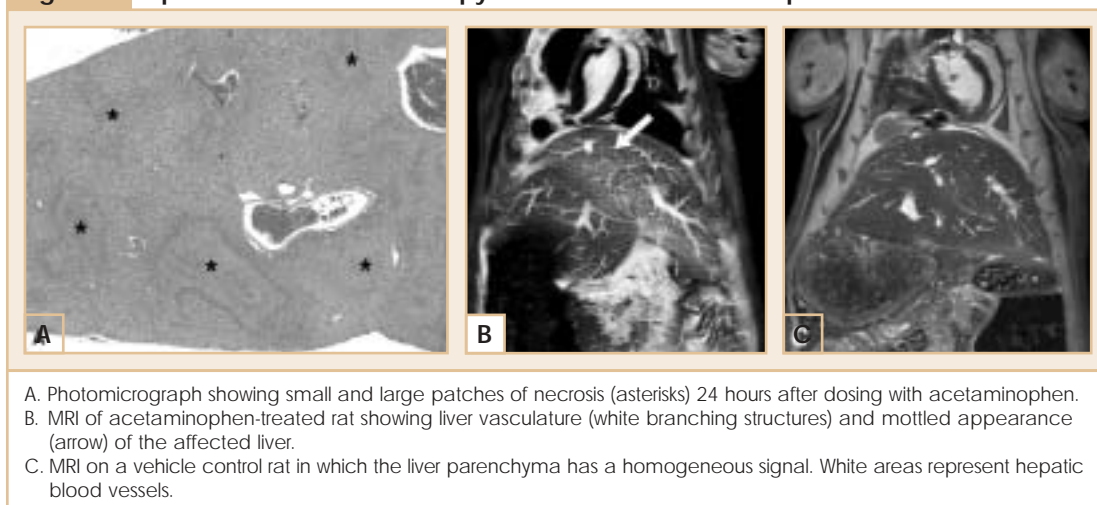 A
B
C
A. Photomicrograph showing small and large patches of necrosis (asterisks) 24 hours after dosing with acetaminophen.
B. MRI of acetaminophen-treated rat showing liver vasculature (white branching structures) and mottled appearance
(arrow) of the affected liver.
C. MRI on a vehicle control rat in which the liver parenchyma has a homogeneous signal. White areas represent hepatic
blood vessels.